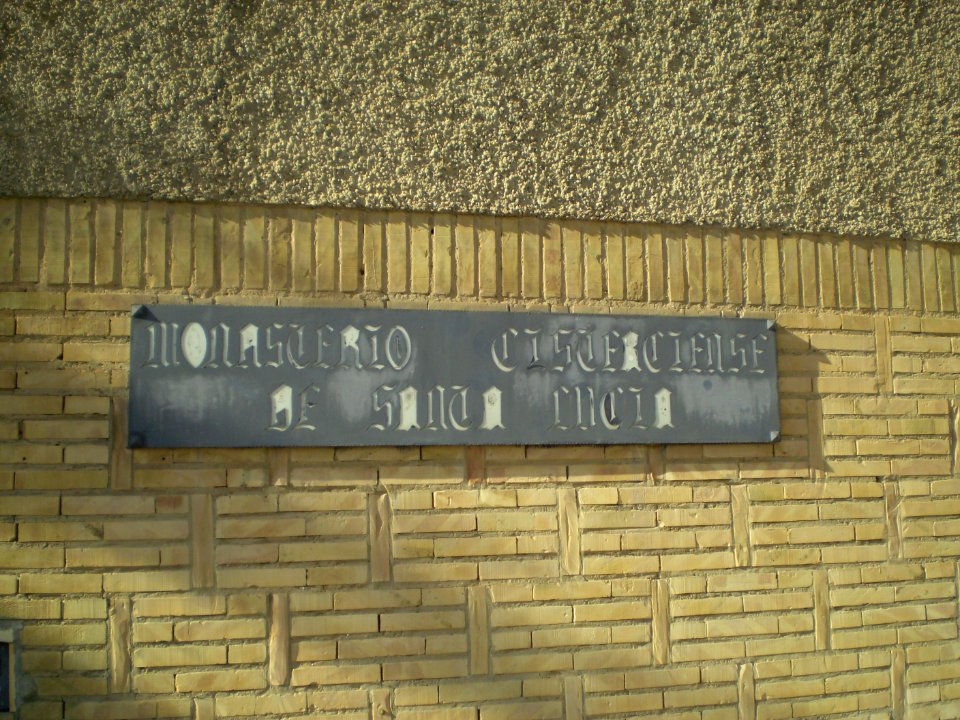 MONASTERIO CISTERCIENSE
DE SANTA LUCIA